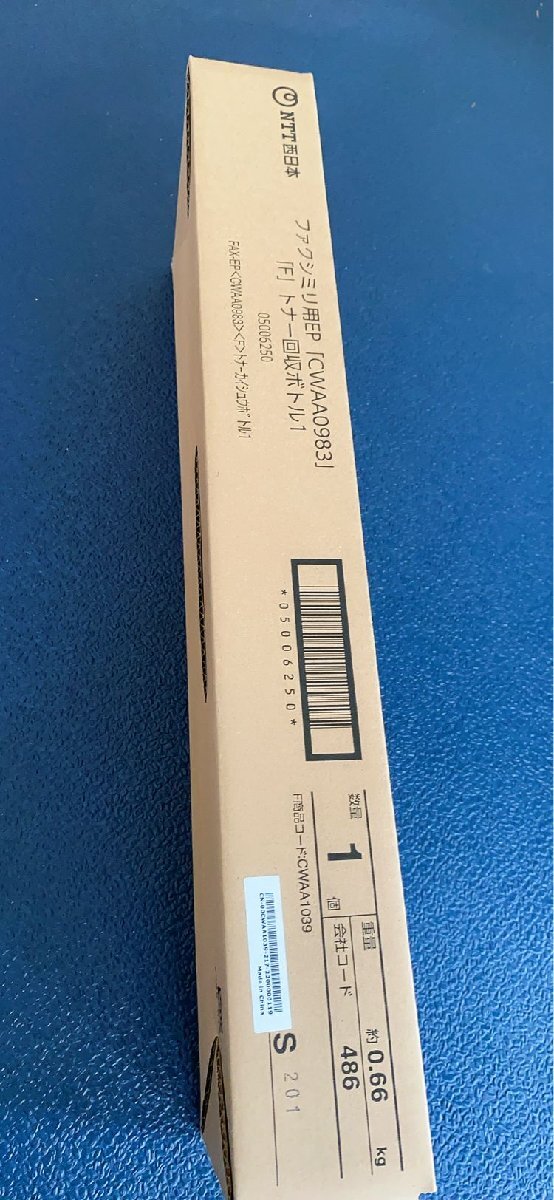 NTT西日本
ファクシミリ用EP「CWAA0983」
「F」トナー回収ボトル1
05006250
FAX-EP<CWAA0983><F>トナーカイシュウボトル1
*05006250*
数量 1 個
重量 約 0.66 kg
会社コード 486
F商品コード:CWAA1039
Made in China
S 201